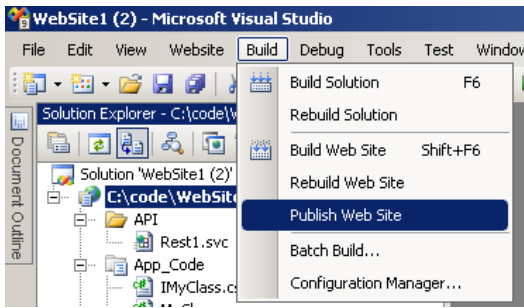 WebSite1 (2) - Microsoft Visual Studio
File Edit View Website Build Debug Tools Test Window
Build Solution F6
Rebuild Solution
Build Web Site Shift+F6
Rebuild Web Site
Publish Web Site
Batch Build...
Configuration Manager...
Solution Explorer - C:\code\
Solution 'WebSite1 (2)'
C:\code\WebSite
API
Rest1.svc
App_Code
IMyClass.c
Document Outline